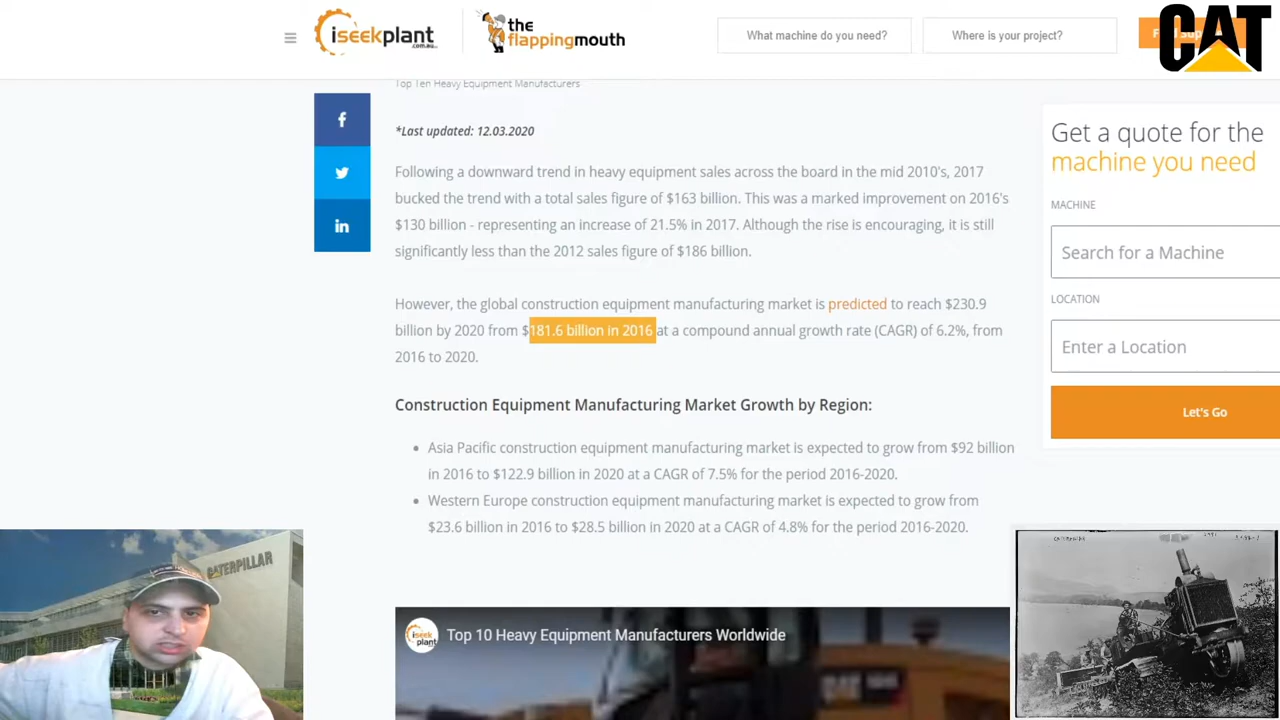 iseekplant
.com.au
the
flappingmouth
What machine do you need?
Where is your project?
CAT
Top Ten Heavy Equipment Manufacturers
*Last updated: 12.03.2020
Following a downward trend in heavy equipment sales across the board in the mid 2010's, 2017
bucked the trend with a total sales figure of $163 billion. This was a marked improvement on 2016's
$130 billion - representing an increase of 21.5% in 2017. Although the rise is encouraging, it is still
significantly less than the 2012 sales figure of $186 billion.
However, the global construction equipment manufacturing market is predicted to reach $230.9
billion by 2020 from $181.6 billion in 2016 at a compound annual growth rate (CAGR) of 6.2%, from
2016 to 2020.
Construction Equipment Manufacturing Market Growth by Region:
• Asia Pacific construction equipment manufacturing market is expected to grow from $92 billion
in 2016 to $122.9 billion in 2020 at a CAGR of 7.5% for the period 2016-2020.
• Western Europe construction equipment manufacturing market is expected to grow from
$23.6 billion in 2016 to $28.5 billion in 2020 at a CAGR of 4.8% for the period 2016-2020.
iseek
plant
Top 10 Heavy Equipment Manufacturers Worldwide
Get a quote for the
machine you need
MACHINE
Search for a Machine
LOCATION
Enter a Location
Let's Go
CATERPILLAR